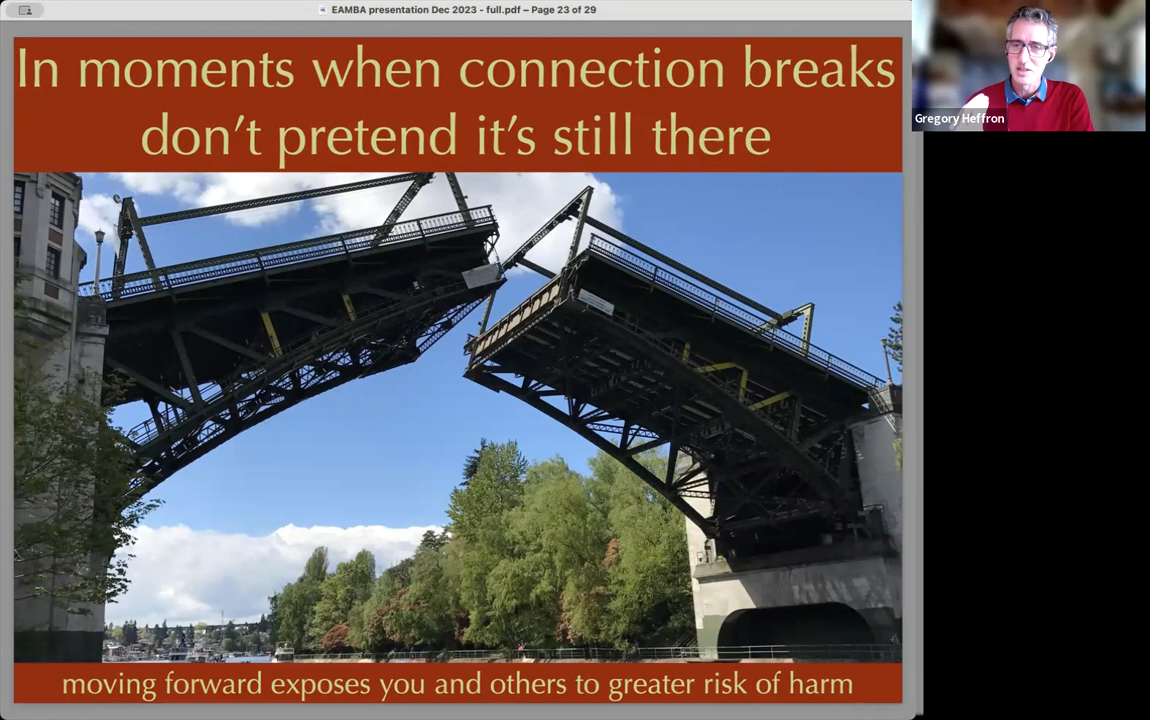 EAMBA presentation Dec 2023 - full.pdf – Page 23 of 29
In moments when connection breaks
don't pretend it's still there
Gregory Heffron
moving forward exposes you and others to greater risk of harm